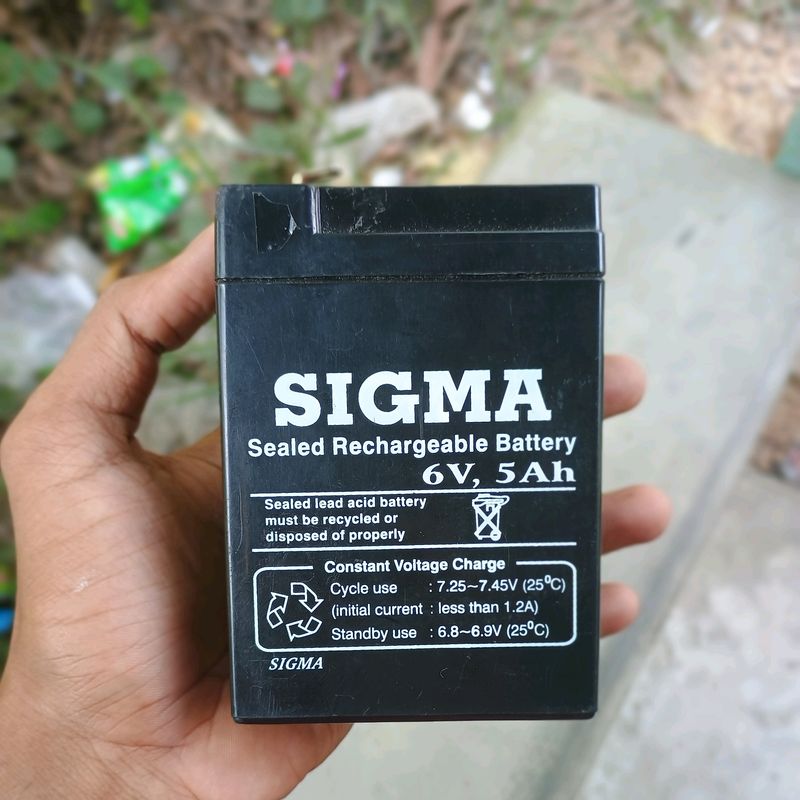 SIGMA
Sealed Rechargeable Battery
6V, 5Ah
Sealed lead acid battery
must be recycled or
disposed of properly
Constant Voltage Charge
Cycle use : 7.25~7.45V (25⁰C)
(initial current : less than 1.2A)
Standby use : 6.8~6.9V (25⁰C)
SIGMA